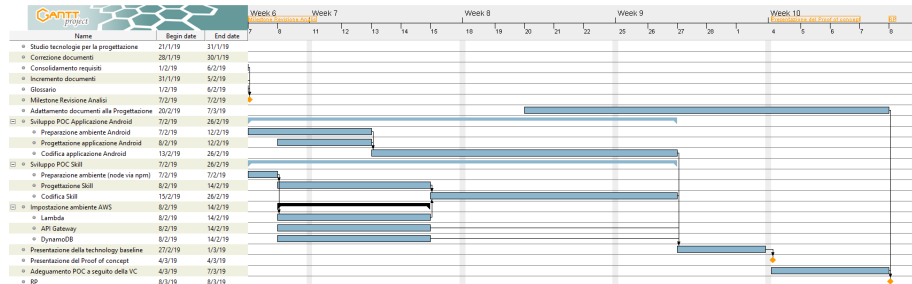 GANTT
project
Name Begin date End date
Week 6 Week 7 Week 8 Week 9 Week 10
Presentazione del Proof of concept RP
7 8 11 12 13 14 15 18 19 20 21 22 25 26 27 28 1 4 5 6 7 8
Studio tecnologie per la progettazione 21/1/19 31/1/19
Correzione documenti 28/1/19 30/1/19
Consolidamento requisiti 1/2/19 6/2/19
Incremento documenti 31/1/19 5/2/19
Glossario 1/2/19 6/2/19
Milestone Revisione Analisi 7/2/19 7/2/19
Adattamento documenti alla Progettazione 20/2/19 7/3/19
Sviluppo POC Applicazione Android 7/2/19 26/2/19
Preparazione ambiente Android 7/2/19 12/2/19
Progettazione applicazione Android 8/2/19 12/2/19
Codifica applicazione Android 13/2/19 26/2/19
Sviluppo POC Skill 7/2/19 26/2/19
Preparazione ambiente (node via npm) 7/2/19 7/2/19
Progettazione Skill 8/2/19 14/2/19
Codifica Skill 15/2/19 26/2/19
Impostazione ambiente AWS 8/2/19 14/2/19
Lambda 8/2/19 14/2/19
API Gateway 8/2/19 14/2/19
DynamoDB 8/2/19 14/2/19
Presentazione della technology baseline 27/2/19 1/3/19
Presentazione del Proof of concept 4/3/19 4/3/19
Adeguamento POC a seguito della VC 4/3/19 7/3/19
RP 8/3/19 8/3/19